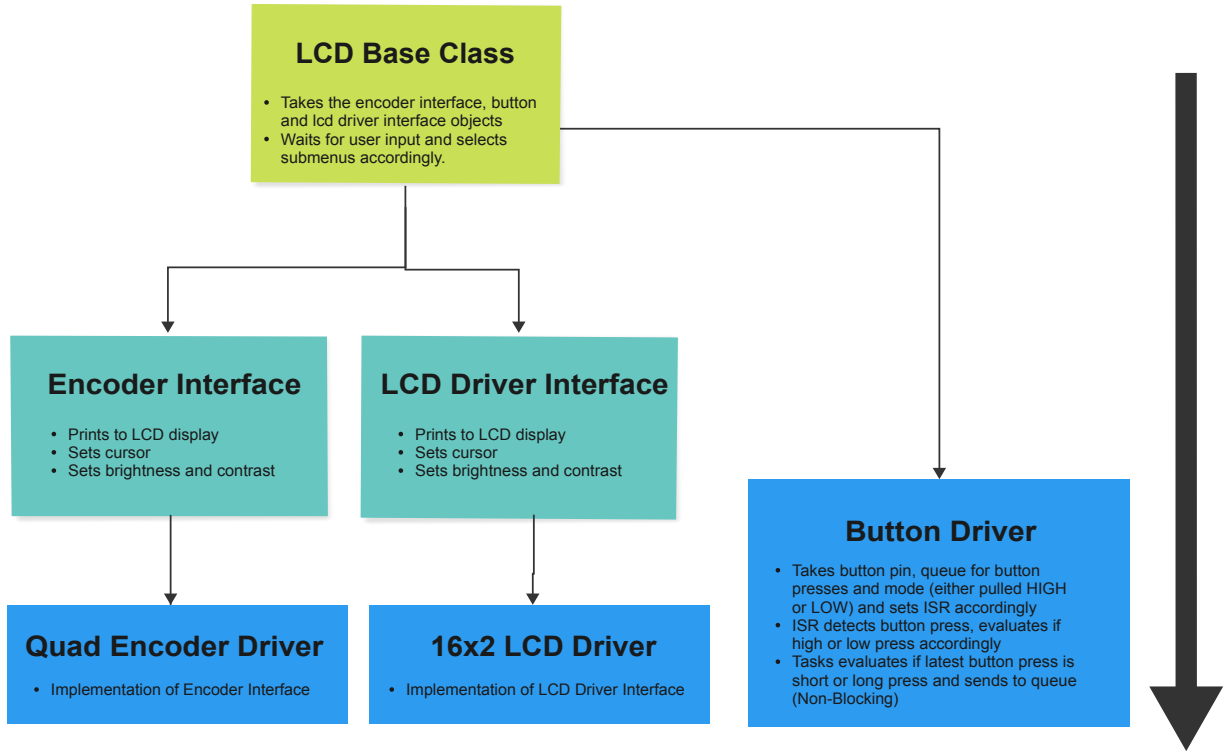 LCD Base Class
• Takes the encoder interface, button
and lcd driver interface objects
• Waits for user input and selects
submenus accordingly.
Encoder Interface
• Prints to LCD display
• Sets cursor
• Sets brightness and contrast
LCD Driver Interface
• Prints to LCD display
• Sets cursor
• Sets brightness and contrast
Button Driver
• Takes button pin, queue for button
presses and mode (either pulled HIGH
or LOW) and sets ISR accordingly
• ISR detects button press, evaluates if
high or low press accordingly
• Tasks evaluates if latest button press is
short or long press and sends to queue
(Non-Blocking)
Quad Encoder Driver
• Implementation of Encoder Interface
16x2 LCD Driver
• Implementation of LCD Driver Interface